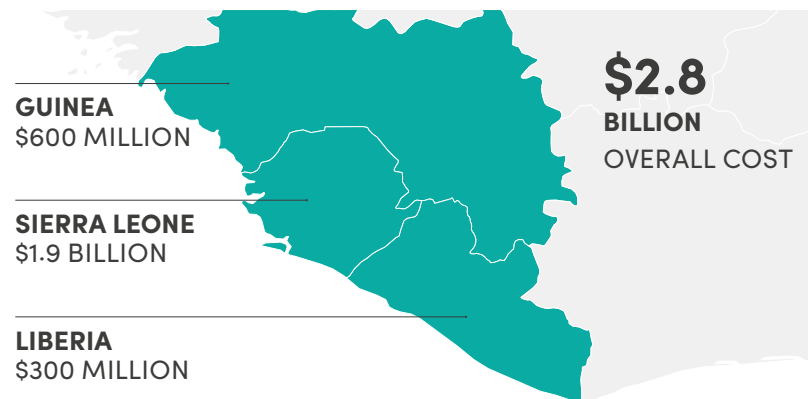 GUINEA
$600 MILLION
SIERRA LEONE
$1.9 BILLION
LIBERIA
$300 MILLION
$2.8
BILLION
OVERALL COST